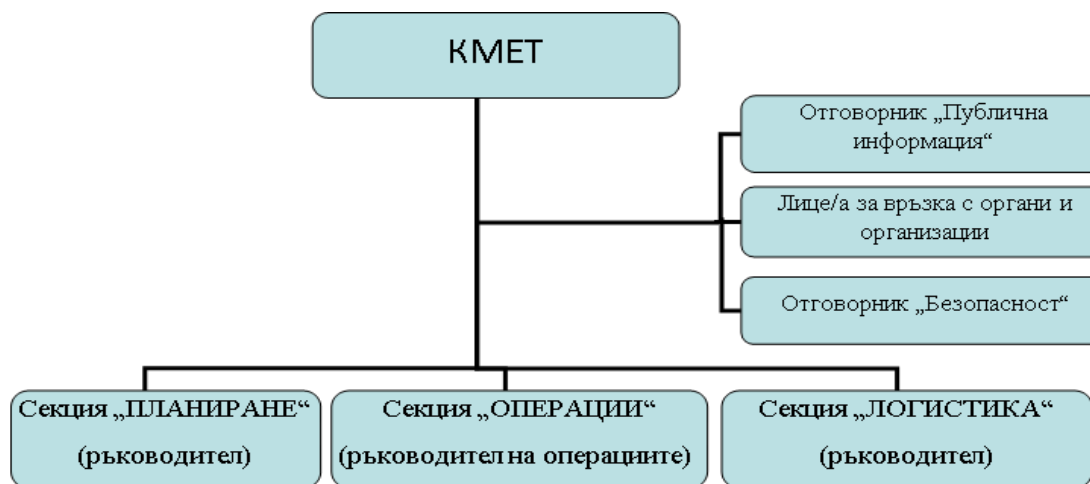 КМЕТ
Отговорник „Публична
информация“
Лице/а за връзка с органи и
организации
Отговорник „Безопасност“
Секция „ПЛАНИРАНЕ“
(ръководител)
Секция „ОПЕРАЦИИ“
(ръководител на операциите)
Секция „ЛОГИСТИКА“
(ръководител)